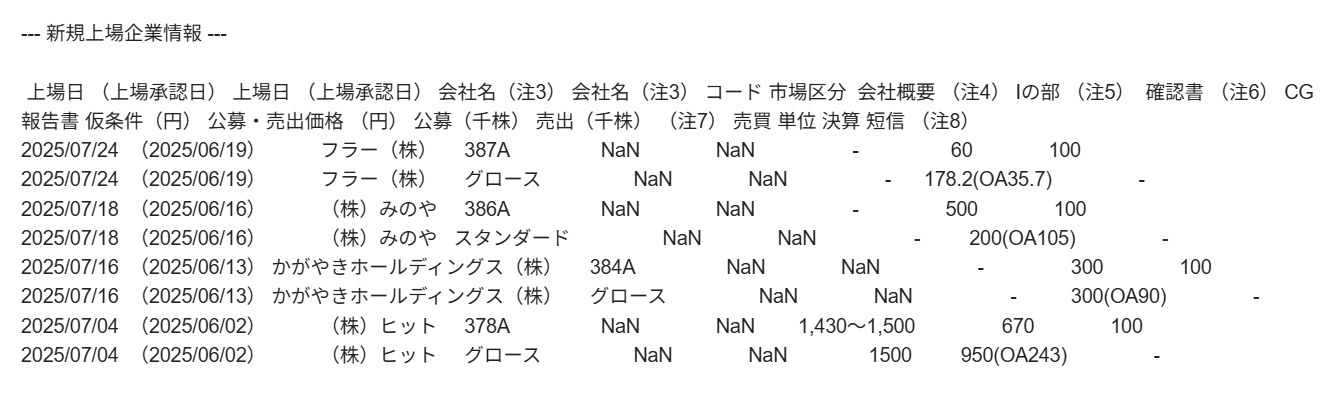 --- 新規上場企業情報 ---
上場日 （上場承認日） 上場日 （上場承認日） 会社名（注3） 会社名（注3） コード 市場区分 会社概要 （注4） Iの部 （注5） 確認書 （注6） CG
報告書 仮条件（円） 公募・売出価格 （円） 公募（千株） 売出（千株） （注7） 売買 単位 決算 短信 （注8）
2025/07/24 （2025/06/19） フラー（株） 387A NaN NaN - 60 100
2025/07/24 （2025/06/19） フラー（株） グロース NaN NaN - 178.2(OA35.7) -
2025/07/18 （2025/06/16） （株）みのや 386A NaN NaN - 500 100
2025/07/18 （2025/06/16） （株）みのや スタンダード NaN NaN - 200(OA105) -
2025/07/16 （2025/06/13） かがやきホールディングス（株） 384A NaN NaN - 300 100
2025/07/16 （2025/06/13） かがやきホールディングス（株） グロース NaN NaN - 300(OA90) -
2025/07/04 （2025/06/02） （株）ヒット 378A NaN NaN 1,430～1,500 670 100
2025/07/04 （2025/06/02） （株）ヒット グロース NaN NaN 1500 950(OA243) -